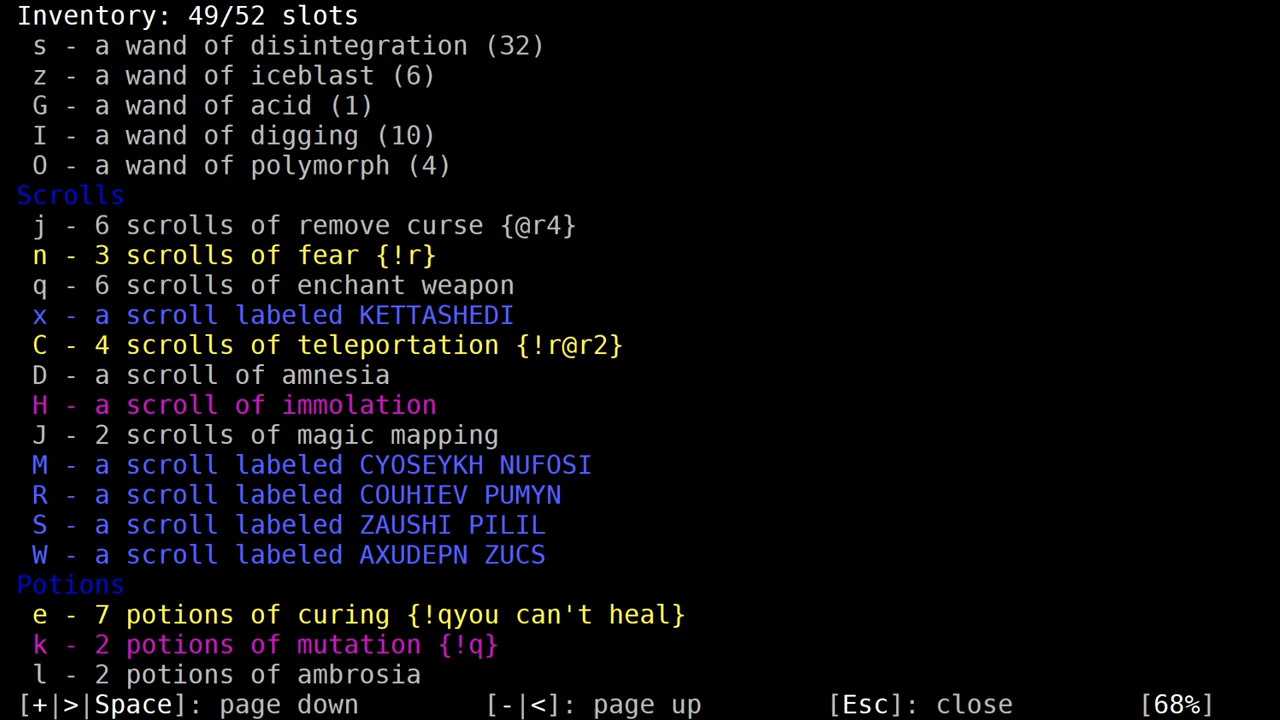 Inventory: 49/52 slots
s - a wand of disintegration (32)
z - a wand of iceblast (6)
G - a wand of acid (1)
I - a wand of digging (10)
O - a wand of polymorph (4)
Scrolls
j - 6 scrolls of remove curse {@r4}
n - 3 scrolls of fear {!r}
q - 6 scrolls of enchant weapon
x - a scroll labeled KETTASHEDI
C - 4 scrolls of teleportation {!r@r2}
D - a scroll of amnesia
H - a scroll of immolation
J - 2 scrolls of magic mapping
M - a scroll labeled CYOSEYKH NUFOSI
R - a scroll labeled COUHIEV PUMYN
S - a scroll labeled ZAUSHI PILIL
W - a scroll labeled AXUDEPN ZUCS
Potions
e - 7 potions of curing {!qyou can't heal}
k - 2 potions of mutation {!q}
l - 2 potions of ambrosia
[+|>|Space]: page down [-|<]: page up [Esc]: close [68%]